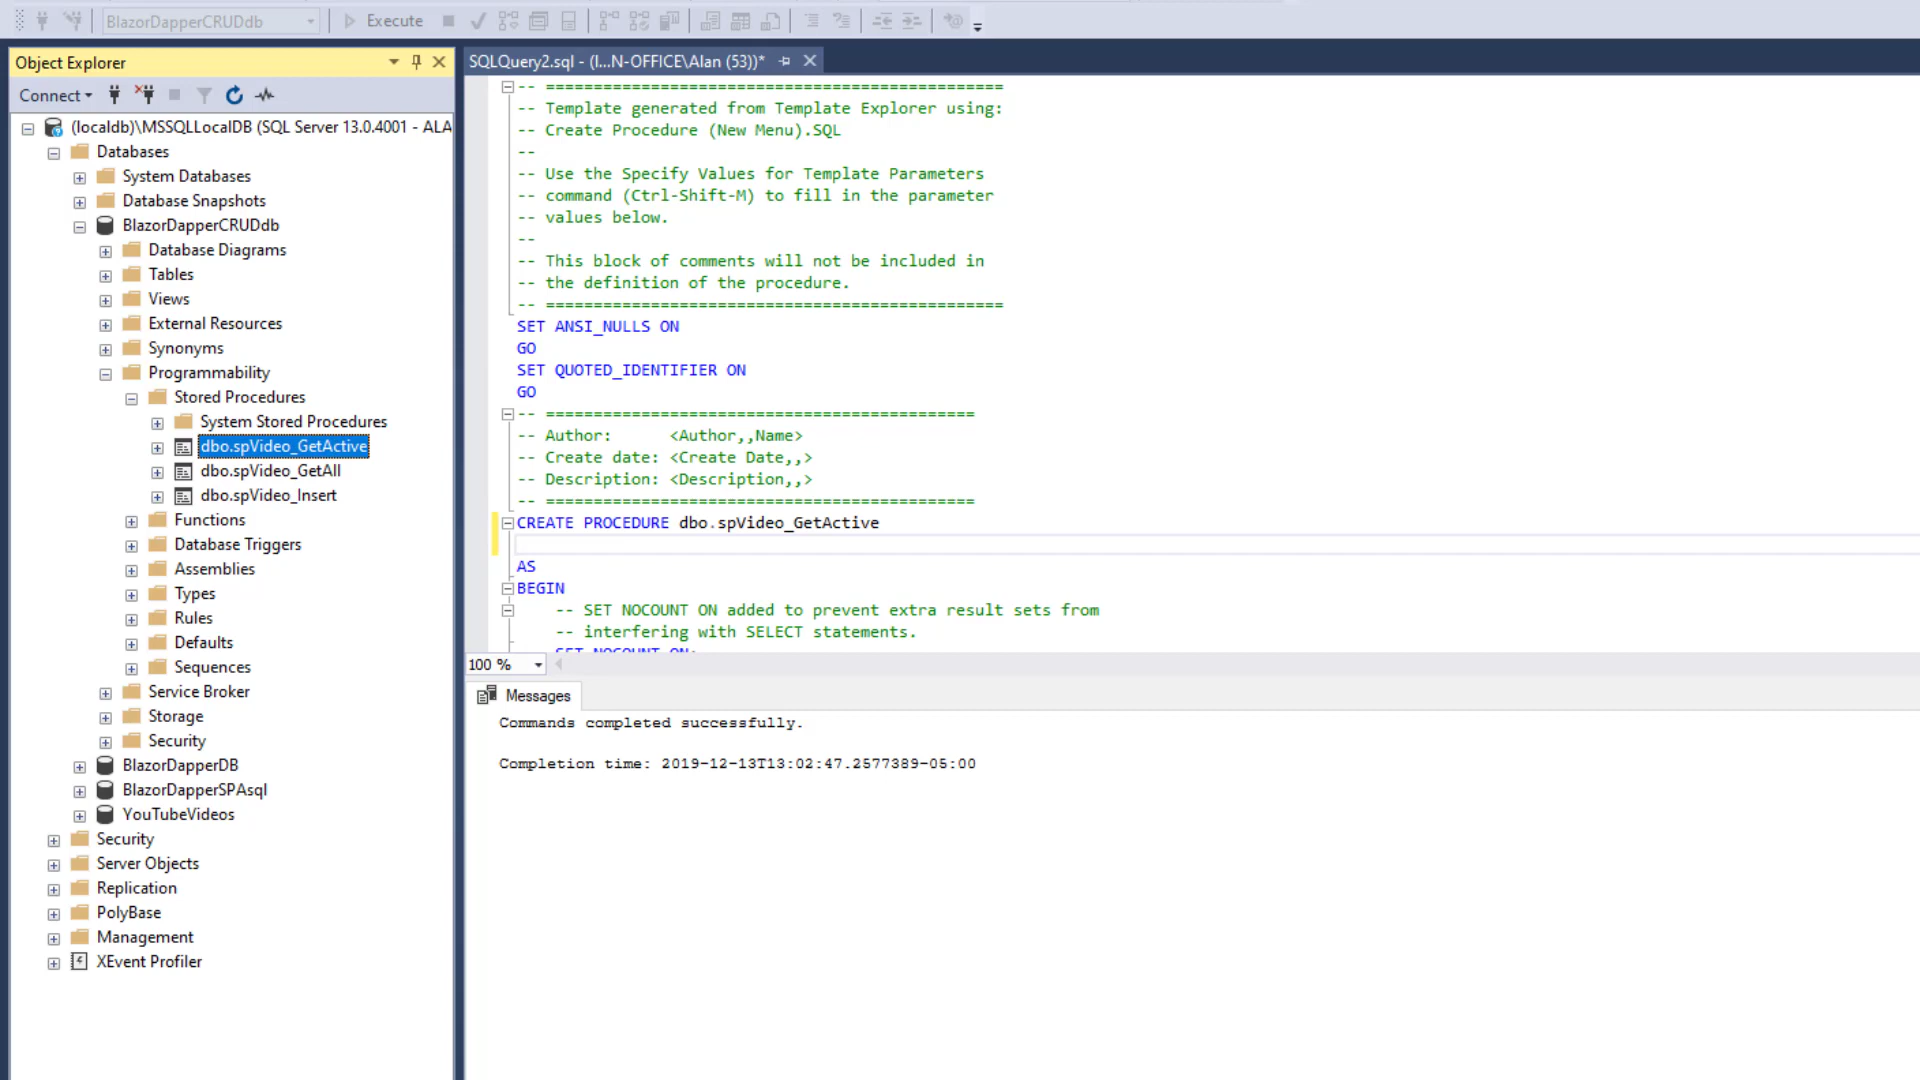 BlazorDapperCRUDdb
Execute
Object Explorer
Connect
(localdb)\MSSQLLocalDB (SQL Server 13.0.4001 - ALA
Databases
System Databases
Database Snapshots
BlazorDapperCRUDdb
Database Diagrams
Tables
Views
External Resources
Synonyms
Programmability
Stored Procedures
System Stored Procedures
dbo.spVideo_GetActive
dbo.spVideo_GetAll
dbo.spVideo_Insert
Functions
Database Triggers
Assemblies
Types
Rules
Defaults
Sequences
Service Broker
Storage
Security
BlazorDapperDB
BlazorDapperSPAsql
YouTubeVideos
Security
Server Objects
Replication
PolyBase
Management
XEvent Profiler
SQLQuery2.sql - (l...N-OFFICE\Alan (53))*
-- ================================================
-- Template generated from Template Explorer using:
-- Create Procedure (New Menu).SQL
--
-- Use the Specify Values for Template Parameters
-- command (Ctrl-Shift-M) to fill in the parameter
-- values below.
--
-- This block of comments will not be included in
-- the definition of the procedure.
-- ================================================
SET ANSI_NULLS ON
GO
SET QUOTED_IDENTIFIER ON
GO
-- =============================================
-- Author:      <Author,,Name>
-- Create date: <Create Date,,>
-- Description: <Description,,>
-- =============================================
CREATE PROCEDURE dbo.spVideo_GetActive
AS
BEGIN
-- SET NOCOUNT ON added to prevent extra result sets from
-- interfering with SELECT statements.
SET NOCOUNT ON;
100 %
Messages
Commands completed successfully.
Completion time: 2019-12-13T13:02:47.2577389-05:00